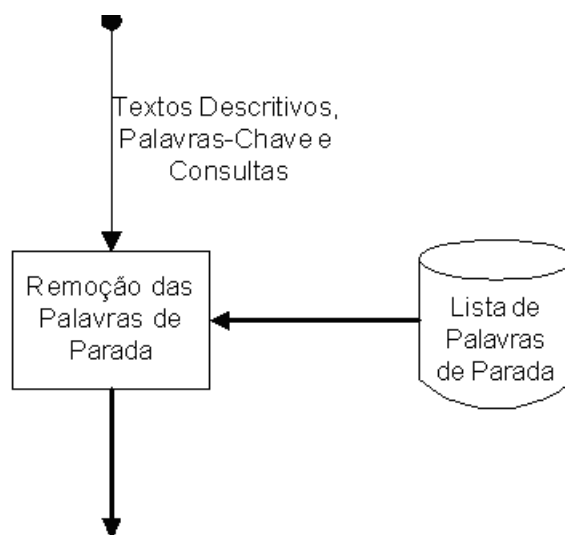 Textos Descritivos,
Palavras-Chave e
Consultas
Remoção das
Palavras de
Parada
Lista de
Palavras
de Parada